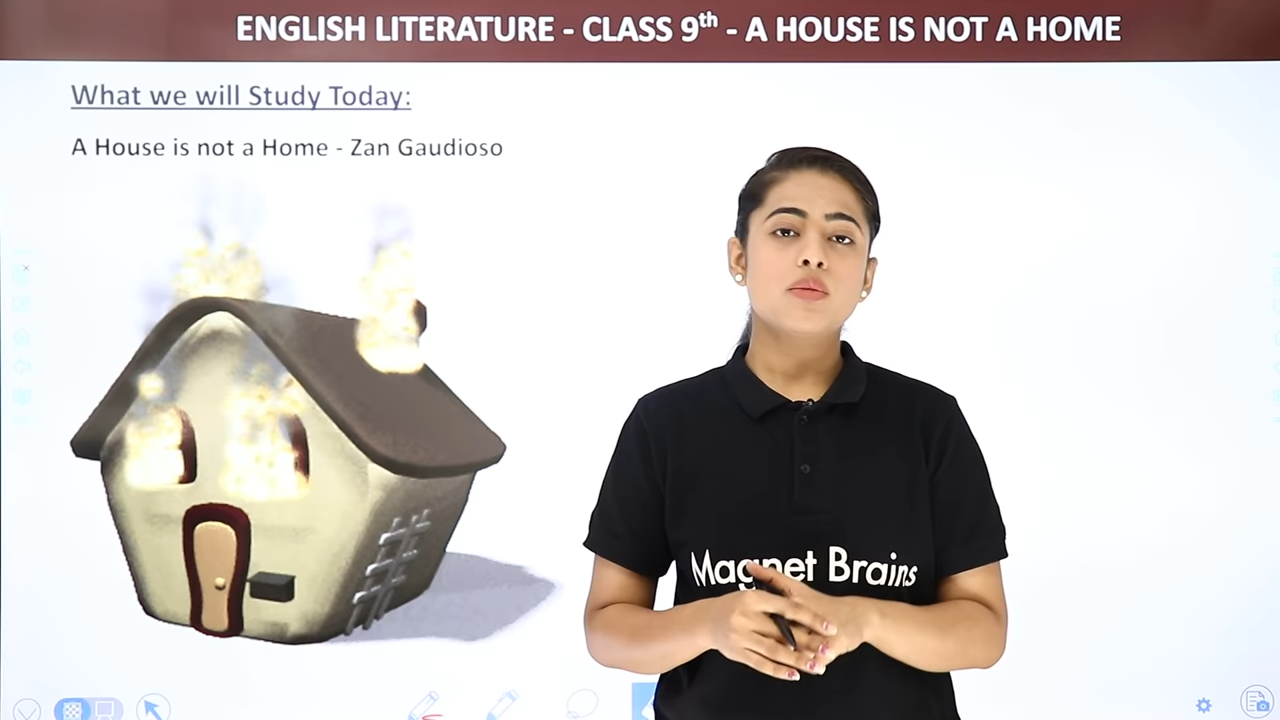 ENGLISH LITERATURE - CLASS 9th - A HOUSE IS NOT A HOME
What we will Study Today:
A House is not a Home - Zan Gaudioso
Magnet Brains